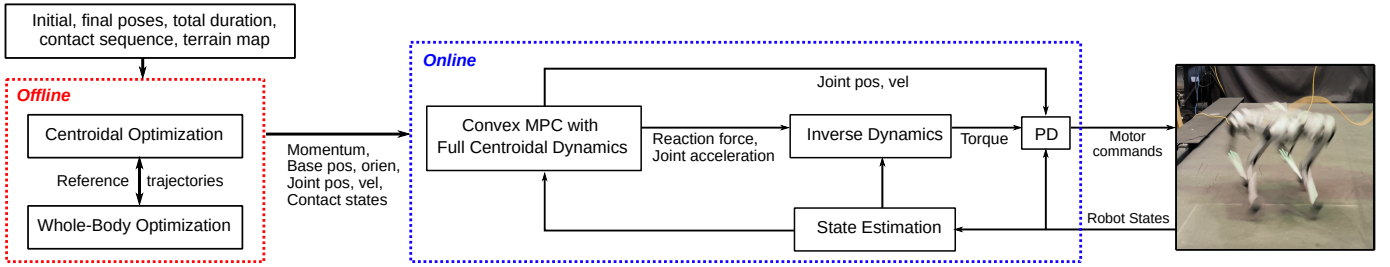 Initial, final poses, total duration,
contact sequence, terrain map
Offline
Centroidal Optimization
Reference trajectories
Whole-Body Optimization
Momentum,
Base pos, orien,
Joint pos, vel,
Contact states
Online
Joint pos, vel
Convex MPC with
Full Centroidal Dynamics
Reaction force,
Joint acceleration
Inverse Dynamics
Torque
PD
State Estimation
Motor
commands
Robot States